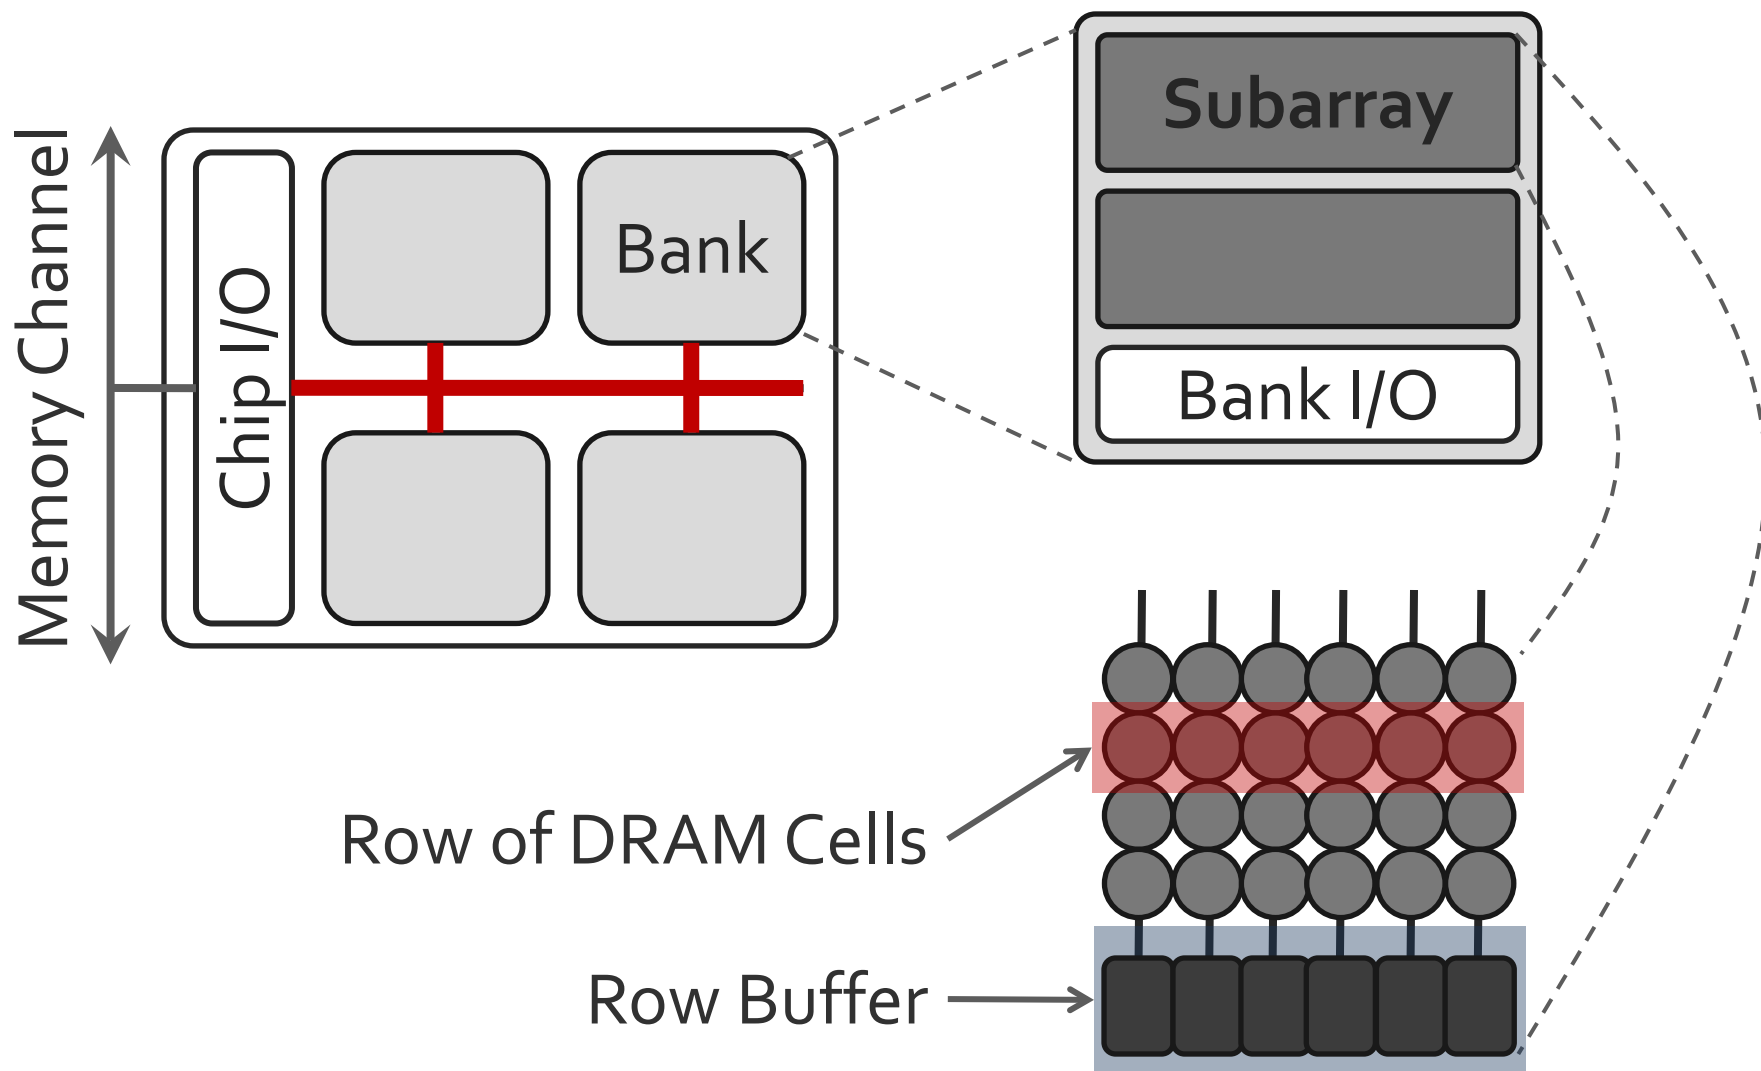 Memory Channel
Chip I/O
Bank
Subarray
Bank I/O
Row of DRAM Cells
Row Buffer